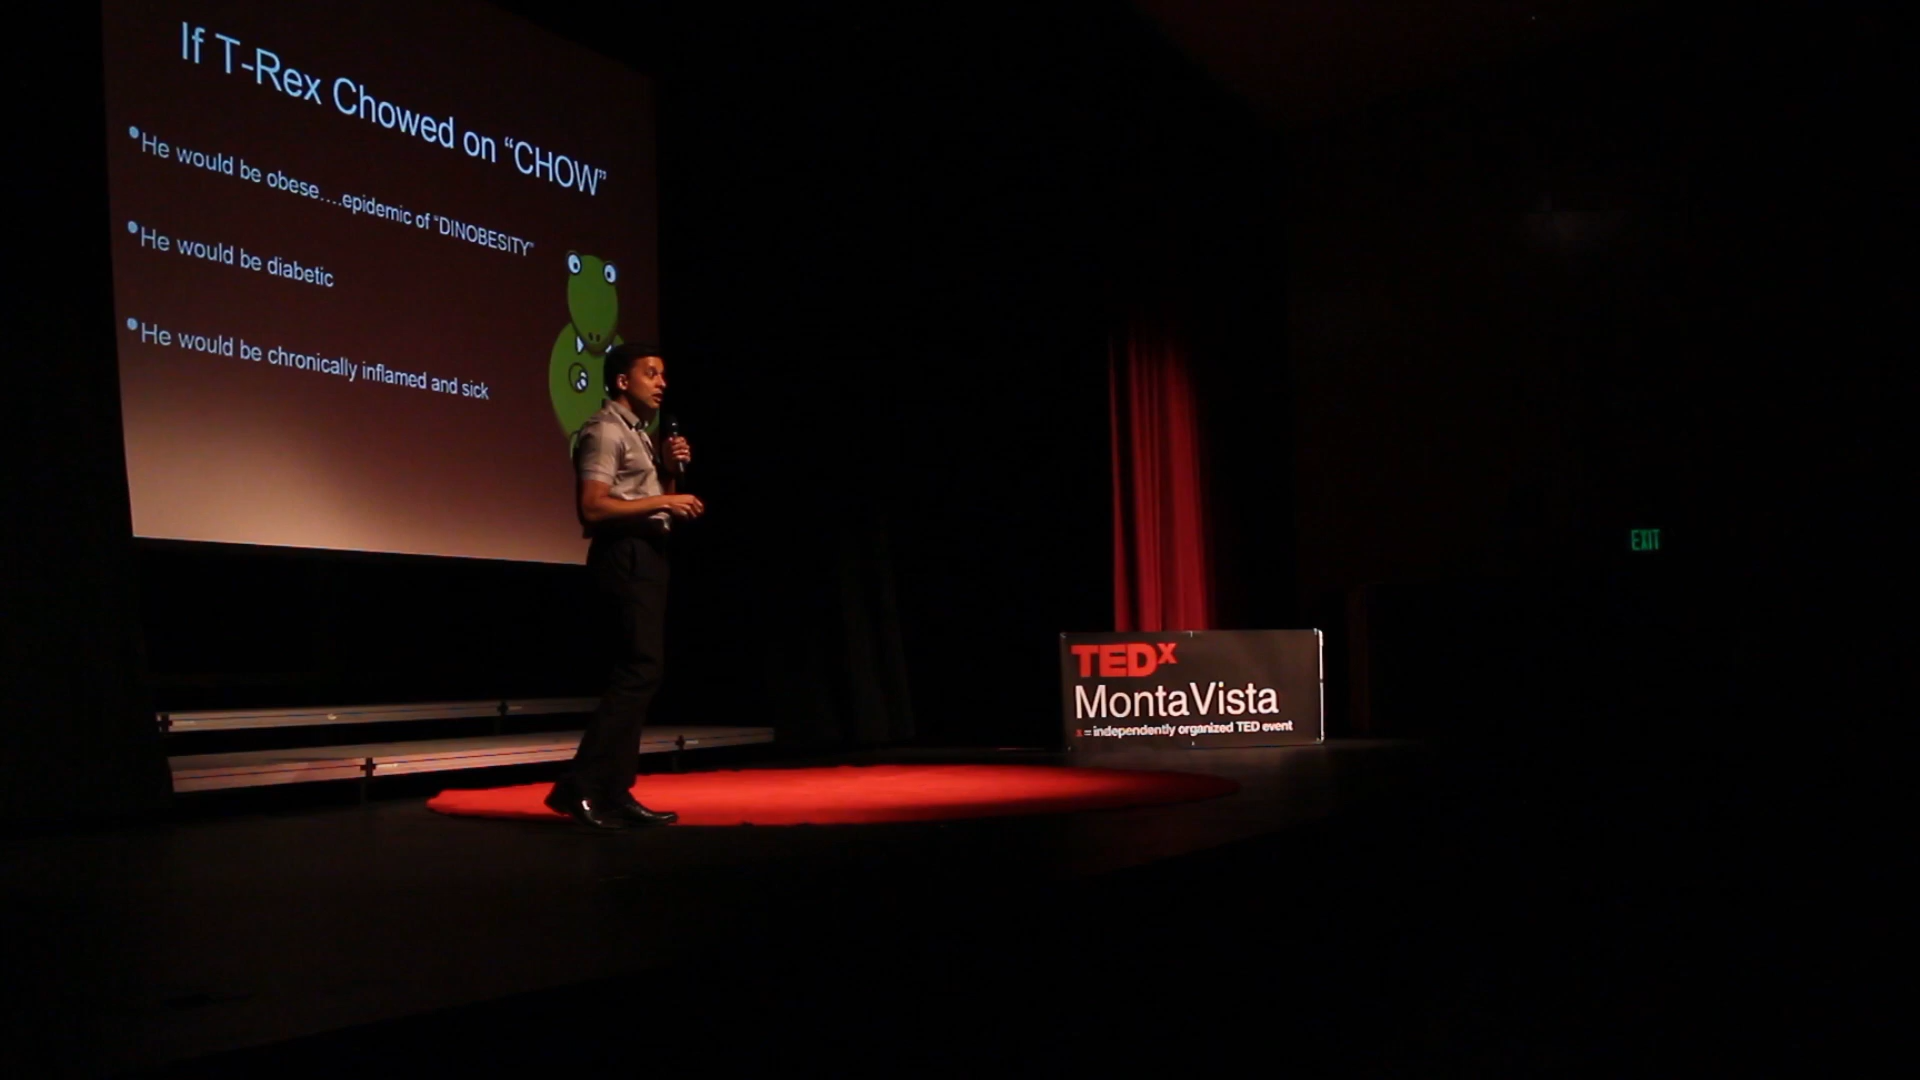 If T-Rex Chowed on “CHOW”
•He would be obese....epidemic of “DINOBESITY”
•He would be diabetic
•He would be chronically inflamed and sick
EXIT
TEDx
MontaVista
x = independently organized TED event